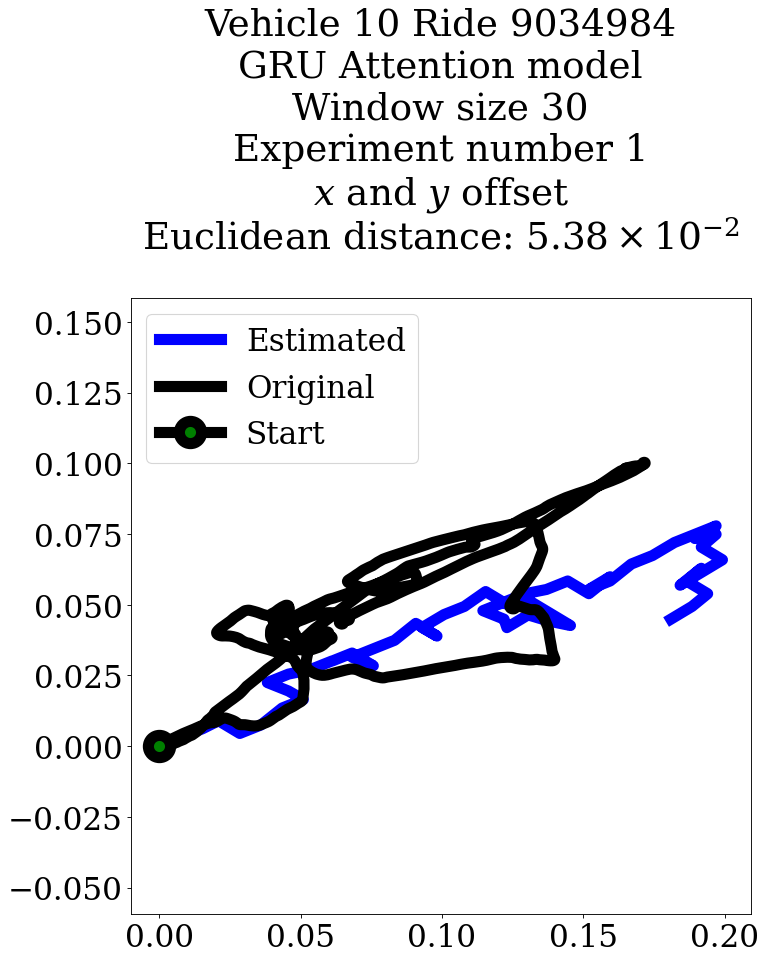 Vehicle 10 Ride 9034984
GRU Attention model
Window size 30
Experiment number 1
x and y offset
Euclidean distance: 5.38 × 10⁻²
Estimated
Original
Start
0.150
0.125
0.100
0.075
0.050
0.025
0.000
−0.025
−0.050
0.00 0.05 0.10 0.15 0.20